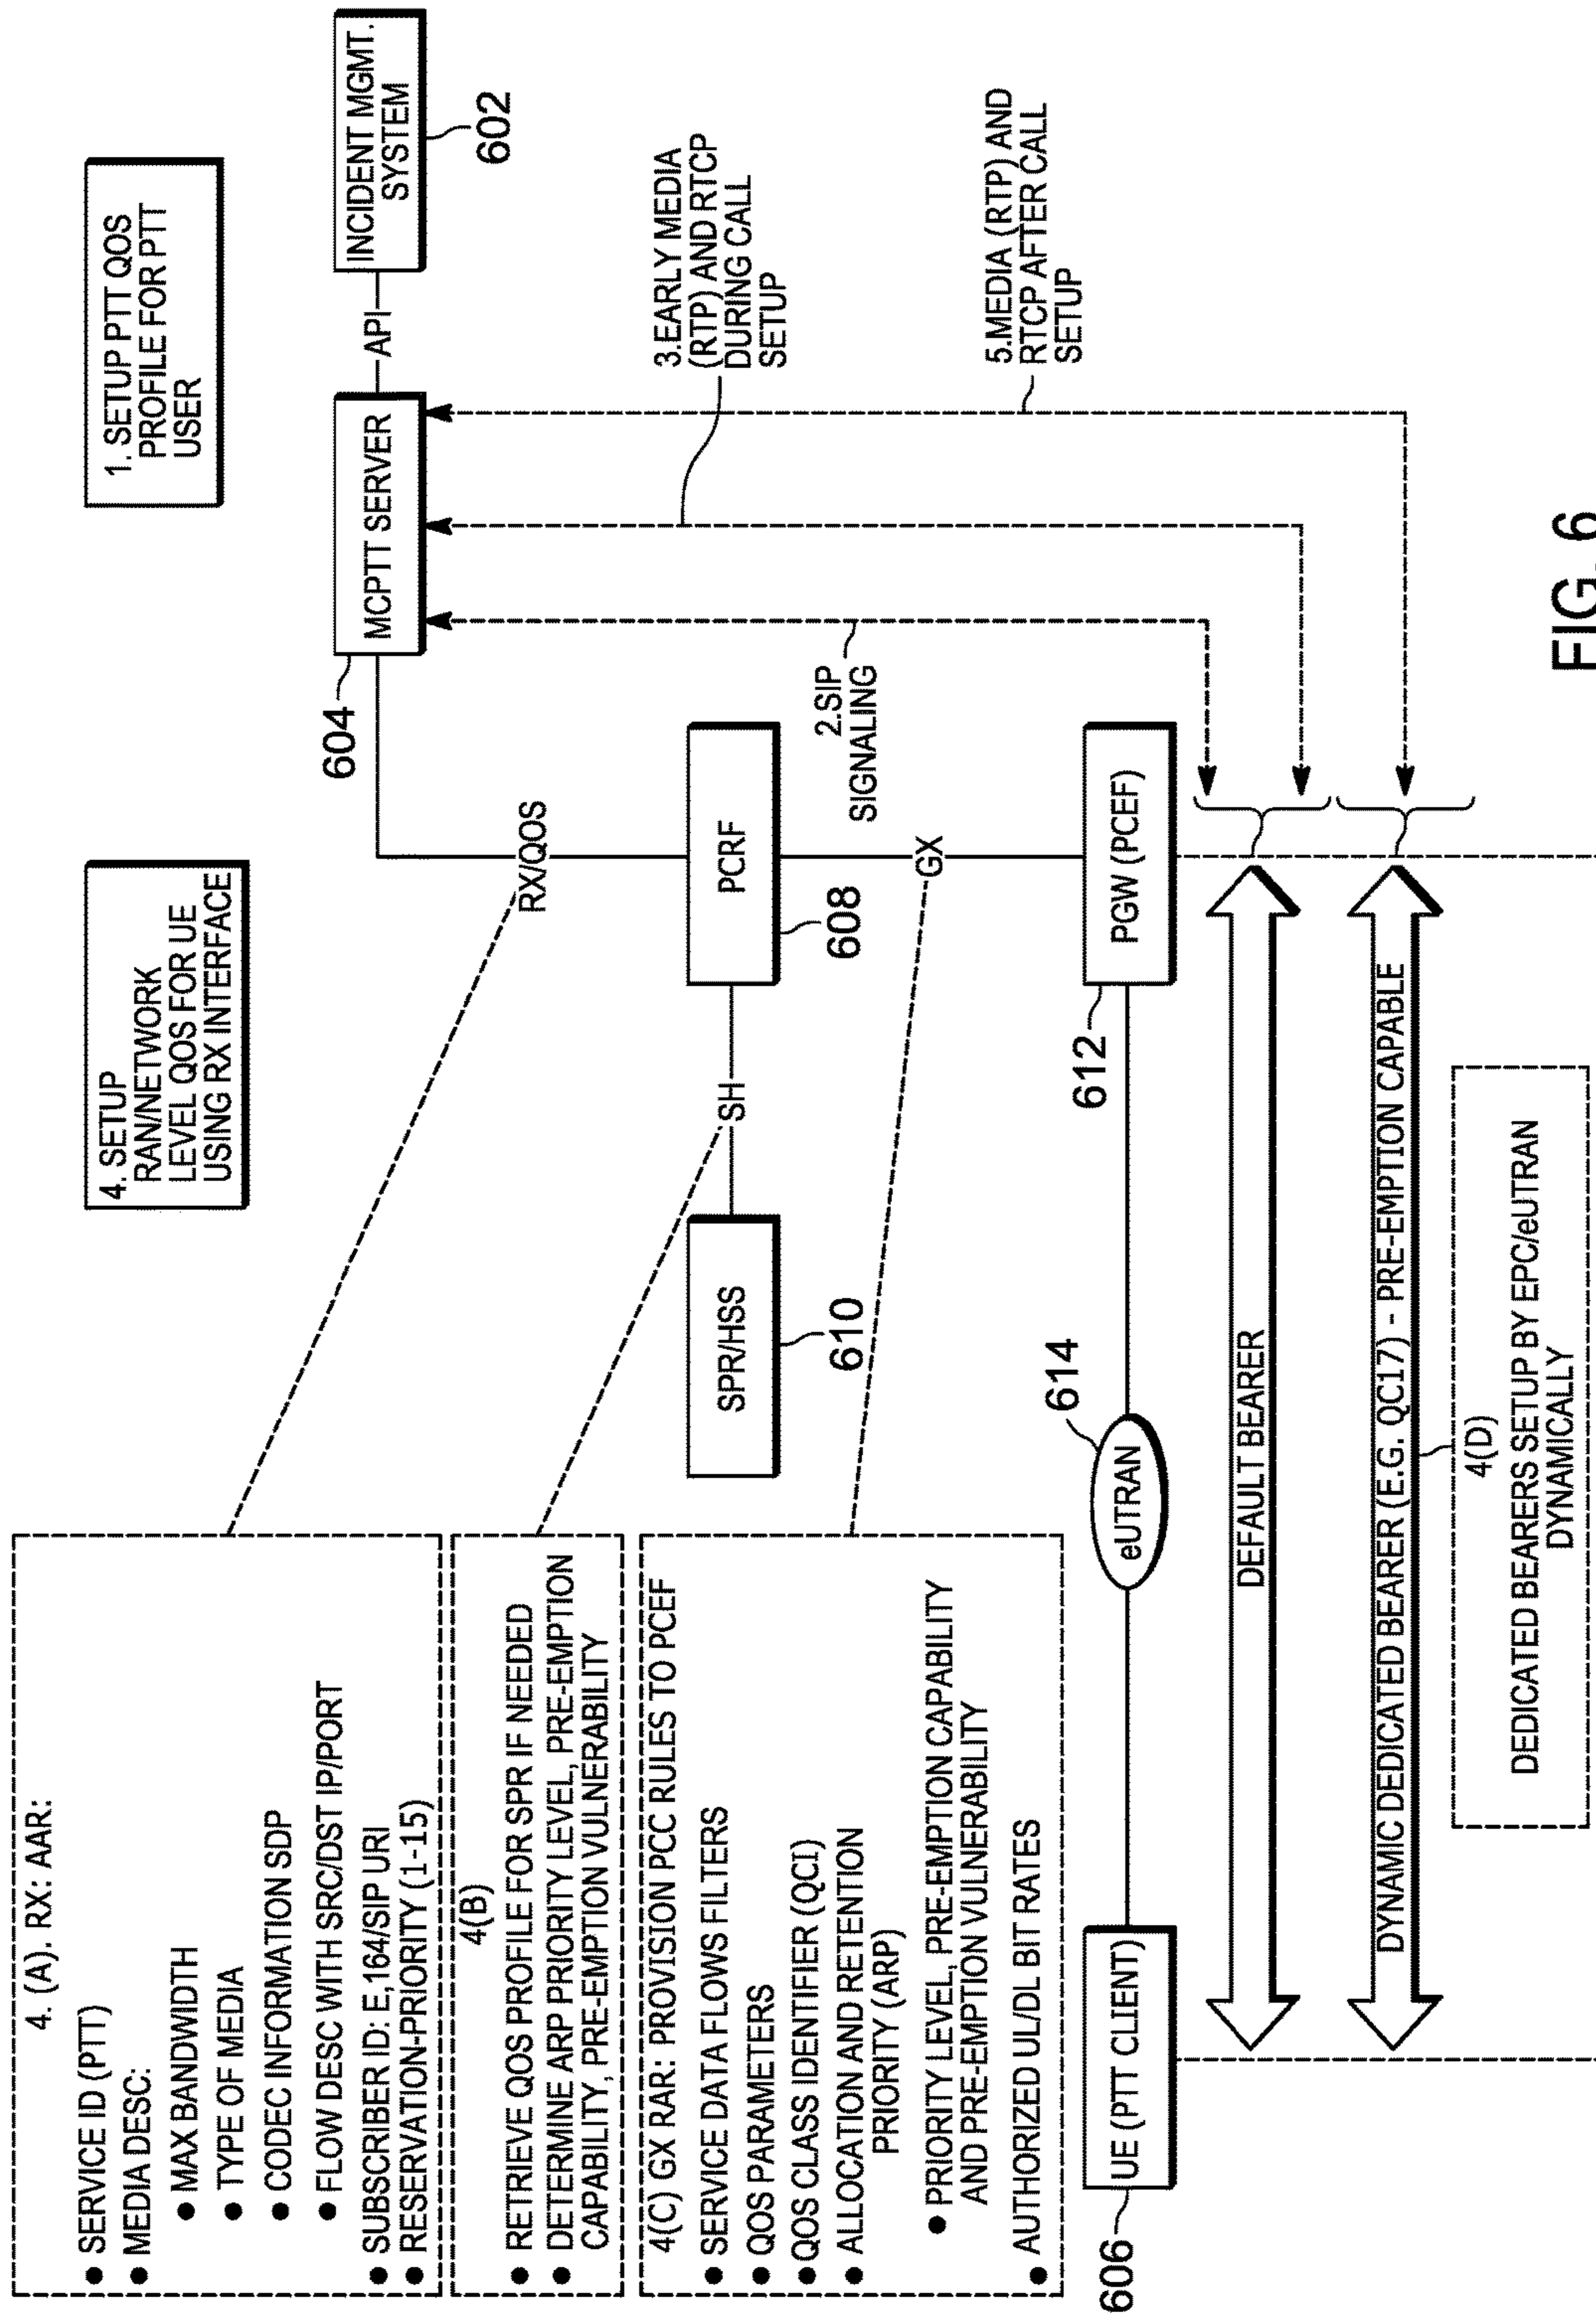 4. (A). RX: AAR:
● SERVICE ID (PTT)
● MEDIA DESC:
● MAX BANDWIDTH
● TYPE OF MEDIA
● CODEC INFORMATION SDP
● FLOW DESC WITH SRC/DST IP/PORT
● SUBSCRIBER ID: E,164/SIP URI
● RESERVATION-PRIORITY (1-15)
4(B)
● RETRIEVE QOS PROFILE FOR SPR IF NEEDED
● DETERMINE ARP PRIORITY LEVEL, PRE-EMPTION
CAPABILITY, PRE-EMPTION VULNERABILITY
4(C) GX RAR: PROVISION PCC RULES TO PCEF
● SERVICE DATA FLOWS FILTERS
● QOS PARAMETERS
● QOS CLASS IDENTIFIER (QCI)
● ALLOCATION AND RETENTION
PRIORITY (ARP)
● PRIORITY LEVEL, PRE-EMPTION CAPABILITY
AND PRE-EMPTION VULNERABILITY
● AUTHORIZED UL/DL BIT RATES
4. SETUP
RAN/NETWORK
LEVEL QOS FOR UE
USING RX INTERFACE
1. SETUP PTT QOS
PROFILE FOR PTT
USER
604
MCPTT SERVER
API
INCIDENT MGMT.
SYSTEM
602
RX/QOS
SPR/HSS
610
SH
PCRF
608
GX
2.SIP
SIGNALING
3.EARLY MEDIA
(RTP) AND RTCP
DURING CALL
SETUP
5.MEDIA (RTP) AND
RTCP AFTER CALL
SETUP
606
UE (PTT CLIENT)
eUTRAN
614
612
PGW (PCEF)
DEFAULT BEARER
DYNAMIC DEDICATED BEARER (E.G. QC17) - PRE-EMPTION CAPABLE
4(D)
DEDICATED BEARERS SETUP BY EPC/eUTRAN
DYNAMICALLY
FIG. 6